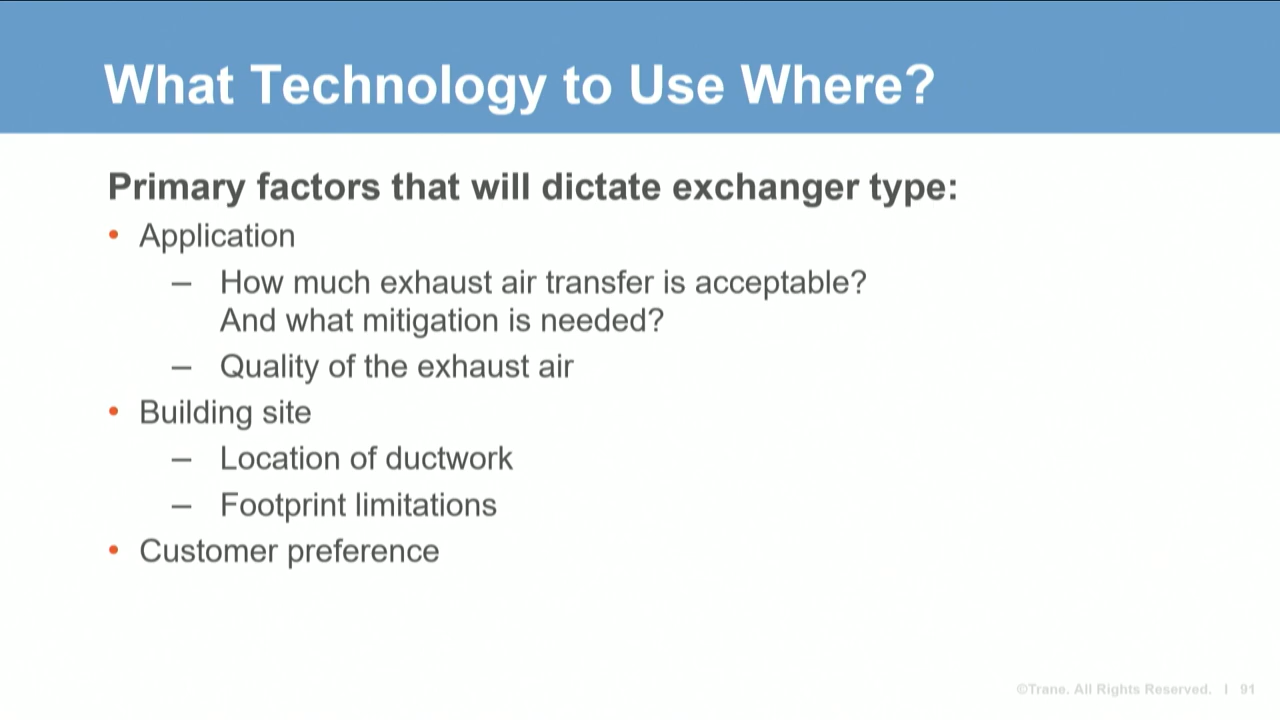 What Technology to Use Where?
Primary factors that will dictate exchanger type:
• Application
– How much exhaust air transfer is acceptable?
And what mitigation is needed?
– Quality of the exhaust air
• Building site
– Location of ductwork
– Footprint limitations
• Customer preference
©Trane. All Rights Reserved. | 91